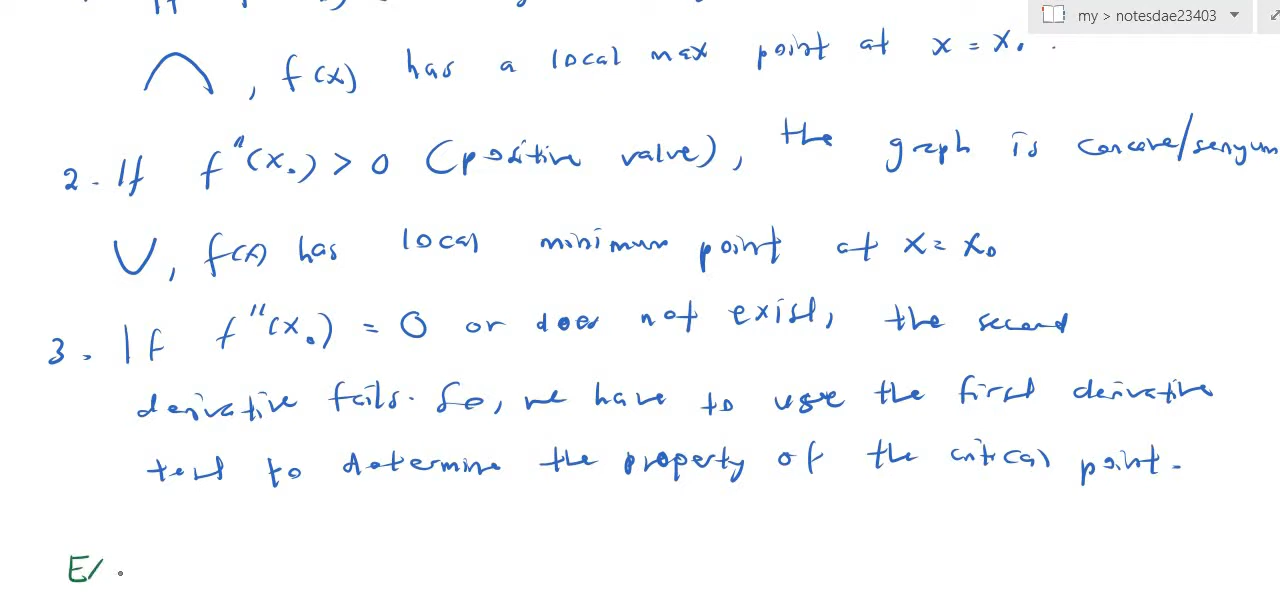 my > notesdae23403
, f(x) has a local max point at x = x₀.
2. If f"(x₀) > 0 (positive value), the graph is concave/senyum
∪, f(x) has local minimum point at x = x₀
3. If f"(x₀) = 0 or does not exist, the second
derivative fails. So, we have to use the first derivative
test to determine the property of the critical point.
E/.